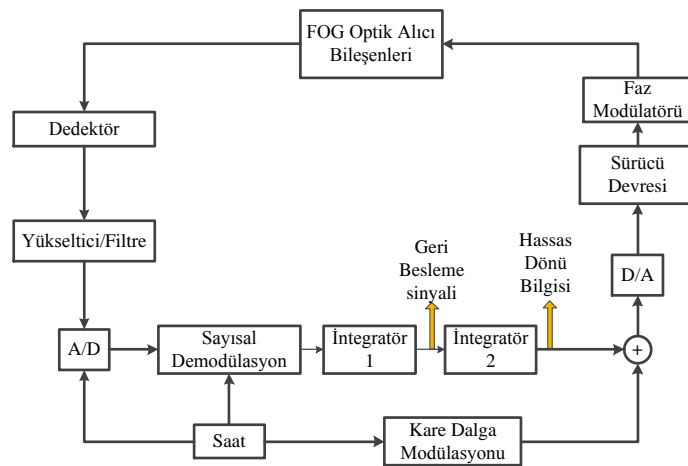 FOG Optik Alıcı
Bileşenleri
Faz
Modülatörü
Dedektör
Sürücü
Devresi
Yükseltici/Filtre
Geri
Besleme
sinyali
Hassas
Dönü
Bilgisi
D/A
A/D
Sayısal
Demodülasyon
İntegratör
1
İntegratör
2
+
Saat
Kare Dalga
Modülasyonu